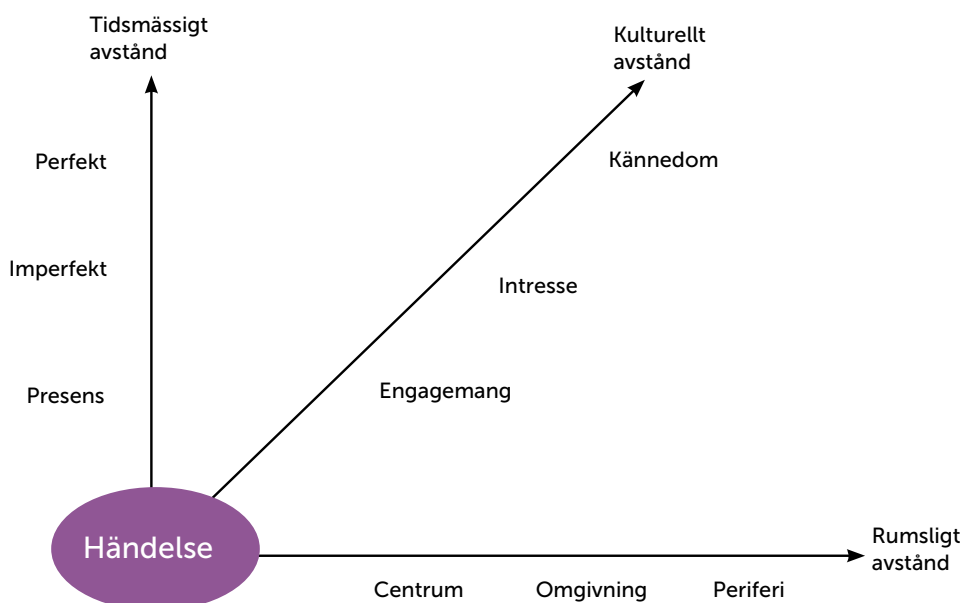 Tidsmässigt
avstånd
Kulturellt
avstånd
Perfekt
Kännedom
Imperfekt
Intresse
Presens
Engagemang
Händelse
Rumsligt
avstånd
Centrum
Omgivning
Periferi